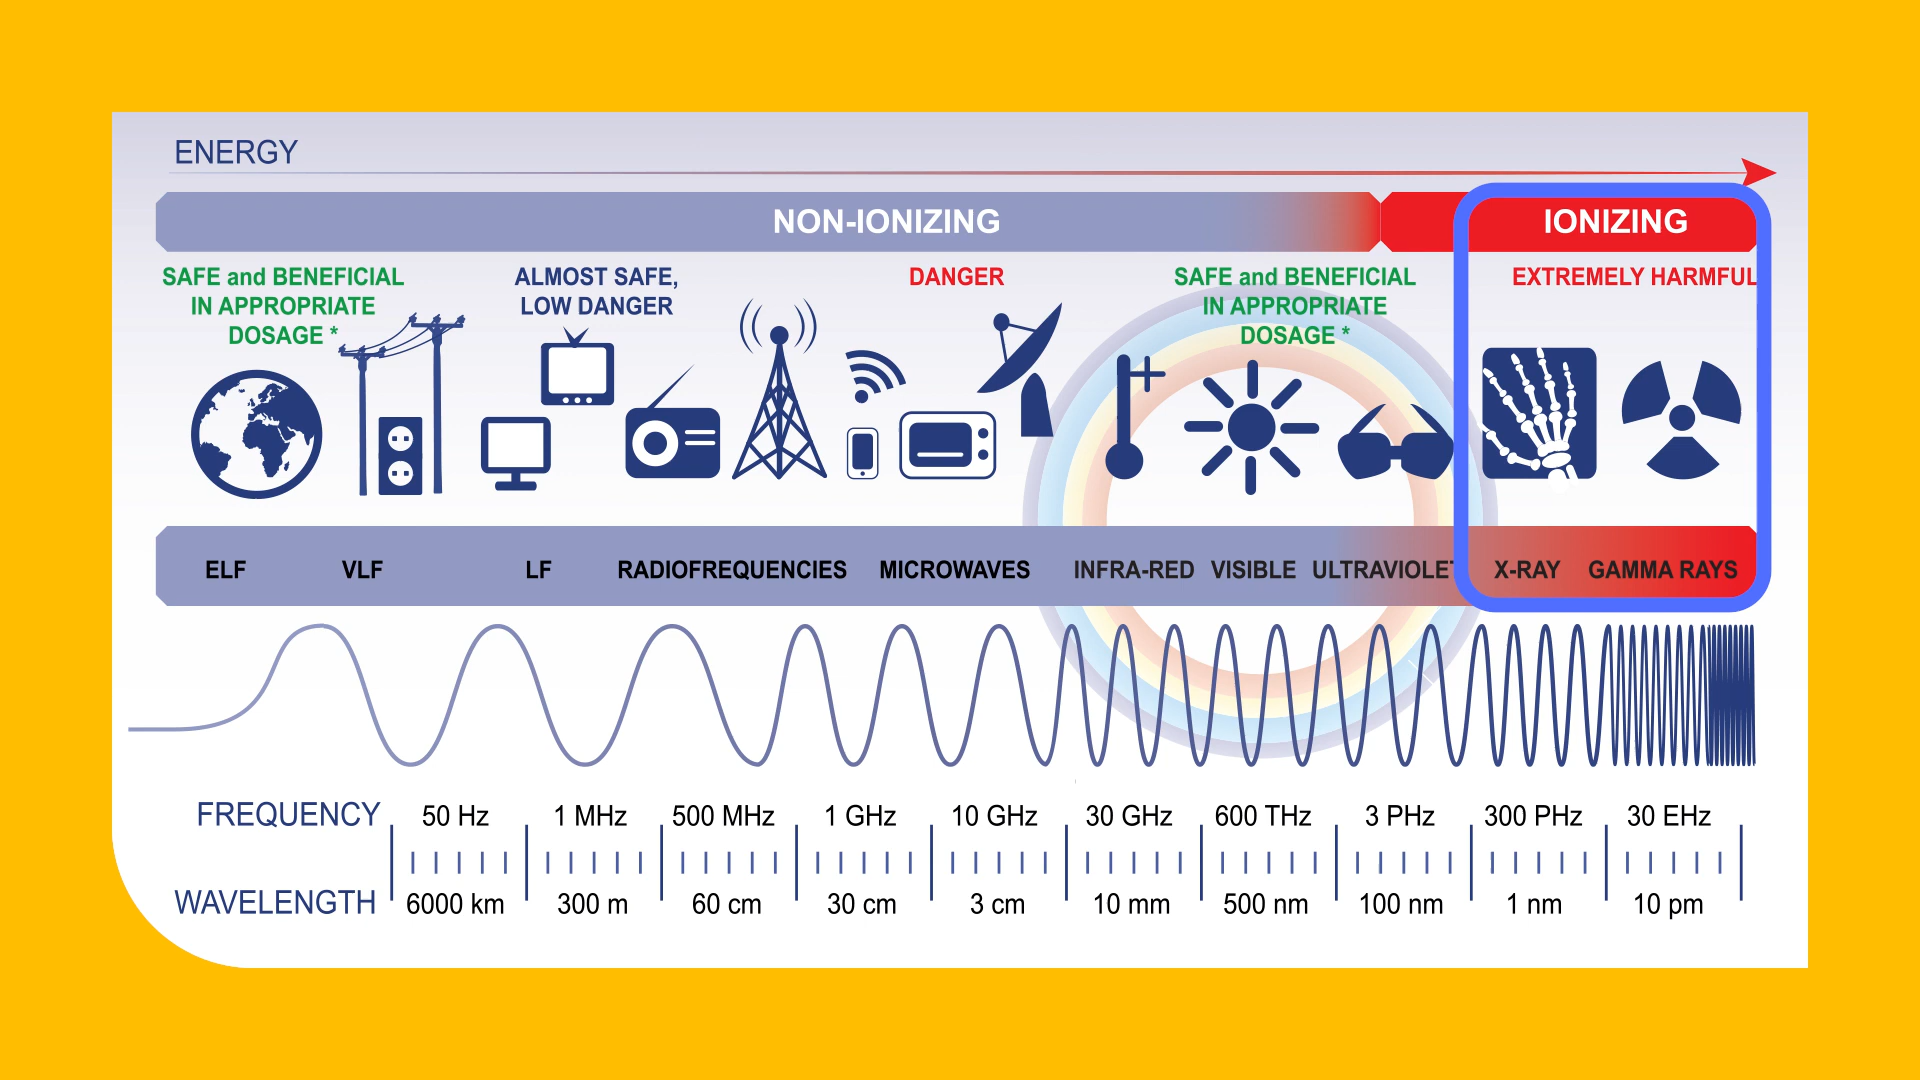 ENERGY
NON-IONIZING
IONIZING
SAFE and BENEFICIAL
IN APPROPRIATE
DOSAGE *
ALMOST SAFE,
LOW DANGER
DANGER
SAFE and BENEFICIAL
IN APPROPRIATE
DOSAGE *
EXTREMELY HARMFUL
ELF VLF LF RADIOFREQUENCIES MICROWAVES INFRA-RED VISIBLE ULTRAVIOLET X-RAY GAMMA RAYS
FREQUENCY 50 Hz 1 MHz 500 MHz 1 GHz 10 GHz 30 GHz 600 THz 3 PHz 300 PHz 30 EHz
WAVELENGTH 6000 km 300 m 60 cm 30 cm 3 cm 10 mm 500 nm 100 nm 1 nm 10 pm